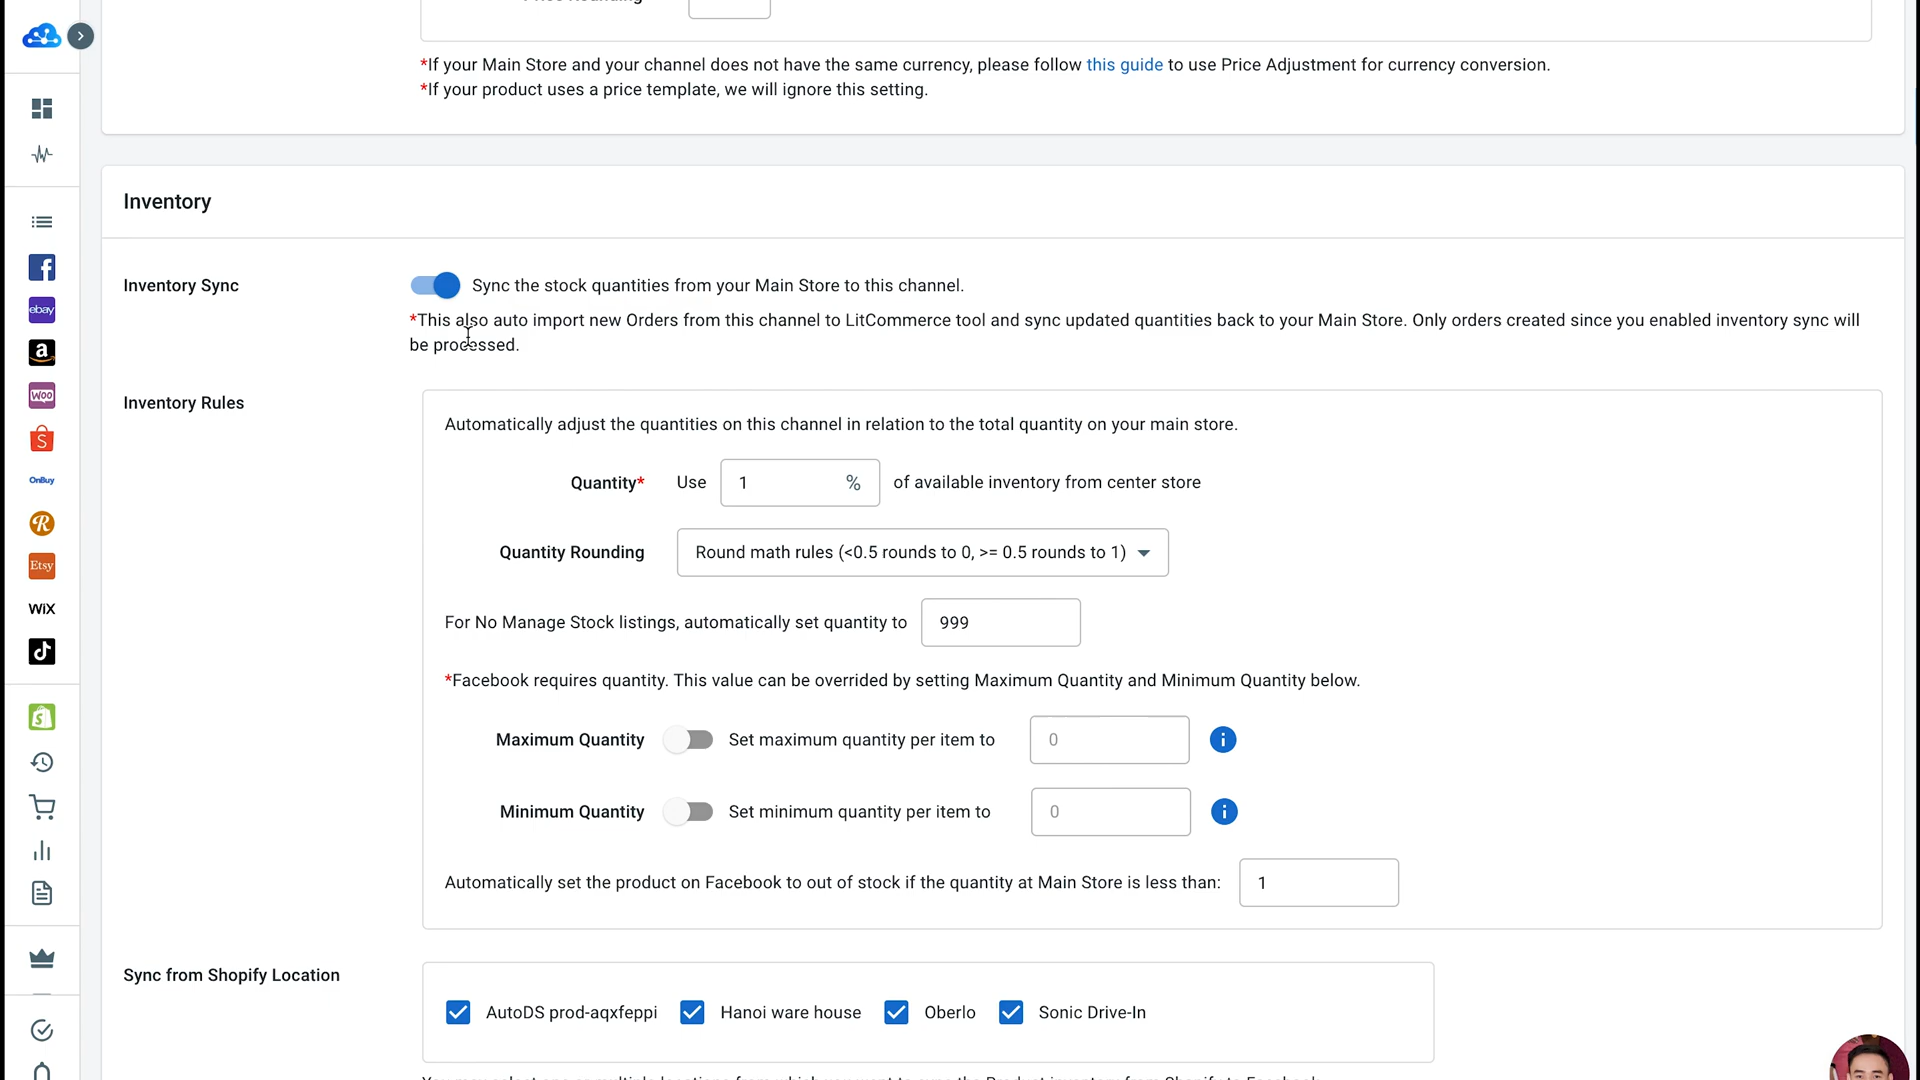 *If your Main Store and your channel does not have the same currency, please follow this guide to use Price Adjustment for currency conversion.
*If your product uses a price template, we will ignore this setting.
Inventory
Inventory Sync
Sync the stock quantities from your Main Store to this channel.
*This also auto import new Orders from this channel to LitCommerce tool and sync updated quantities back to your Main Store. Only orders created since you enabled inventory sync will
be processed.
Inventory Rules
Automatically adjust the quantities on this channel in relation to the total quantity on your main store.
Quantity* Use 1 % of available inventory from center store
Quantity Rounding Round math rules (<0.5 rounds to 0, >= 0.5 rounds to 1)
For No Manage Stock listings, automatically set quantity to 999
*Facebook requires quantity. This value can be overrided by setting Maximum Quantity and Minimum Quantity below.
Maximum Quantity Set maximum quantity per item to 0 i
Minimum Quantity Set minimum quantity per item to 0 i
Automatically set the product on Facebook to out of stock if the quantity at Main Store is less than: 1
Sync from Shopify Location
AutoDS prod-aqxfeppi Hanoi ware house Oberlo Sonic Drive-In
ebay
a
WOO
S
OnBuy
R
Etsy
WiX